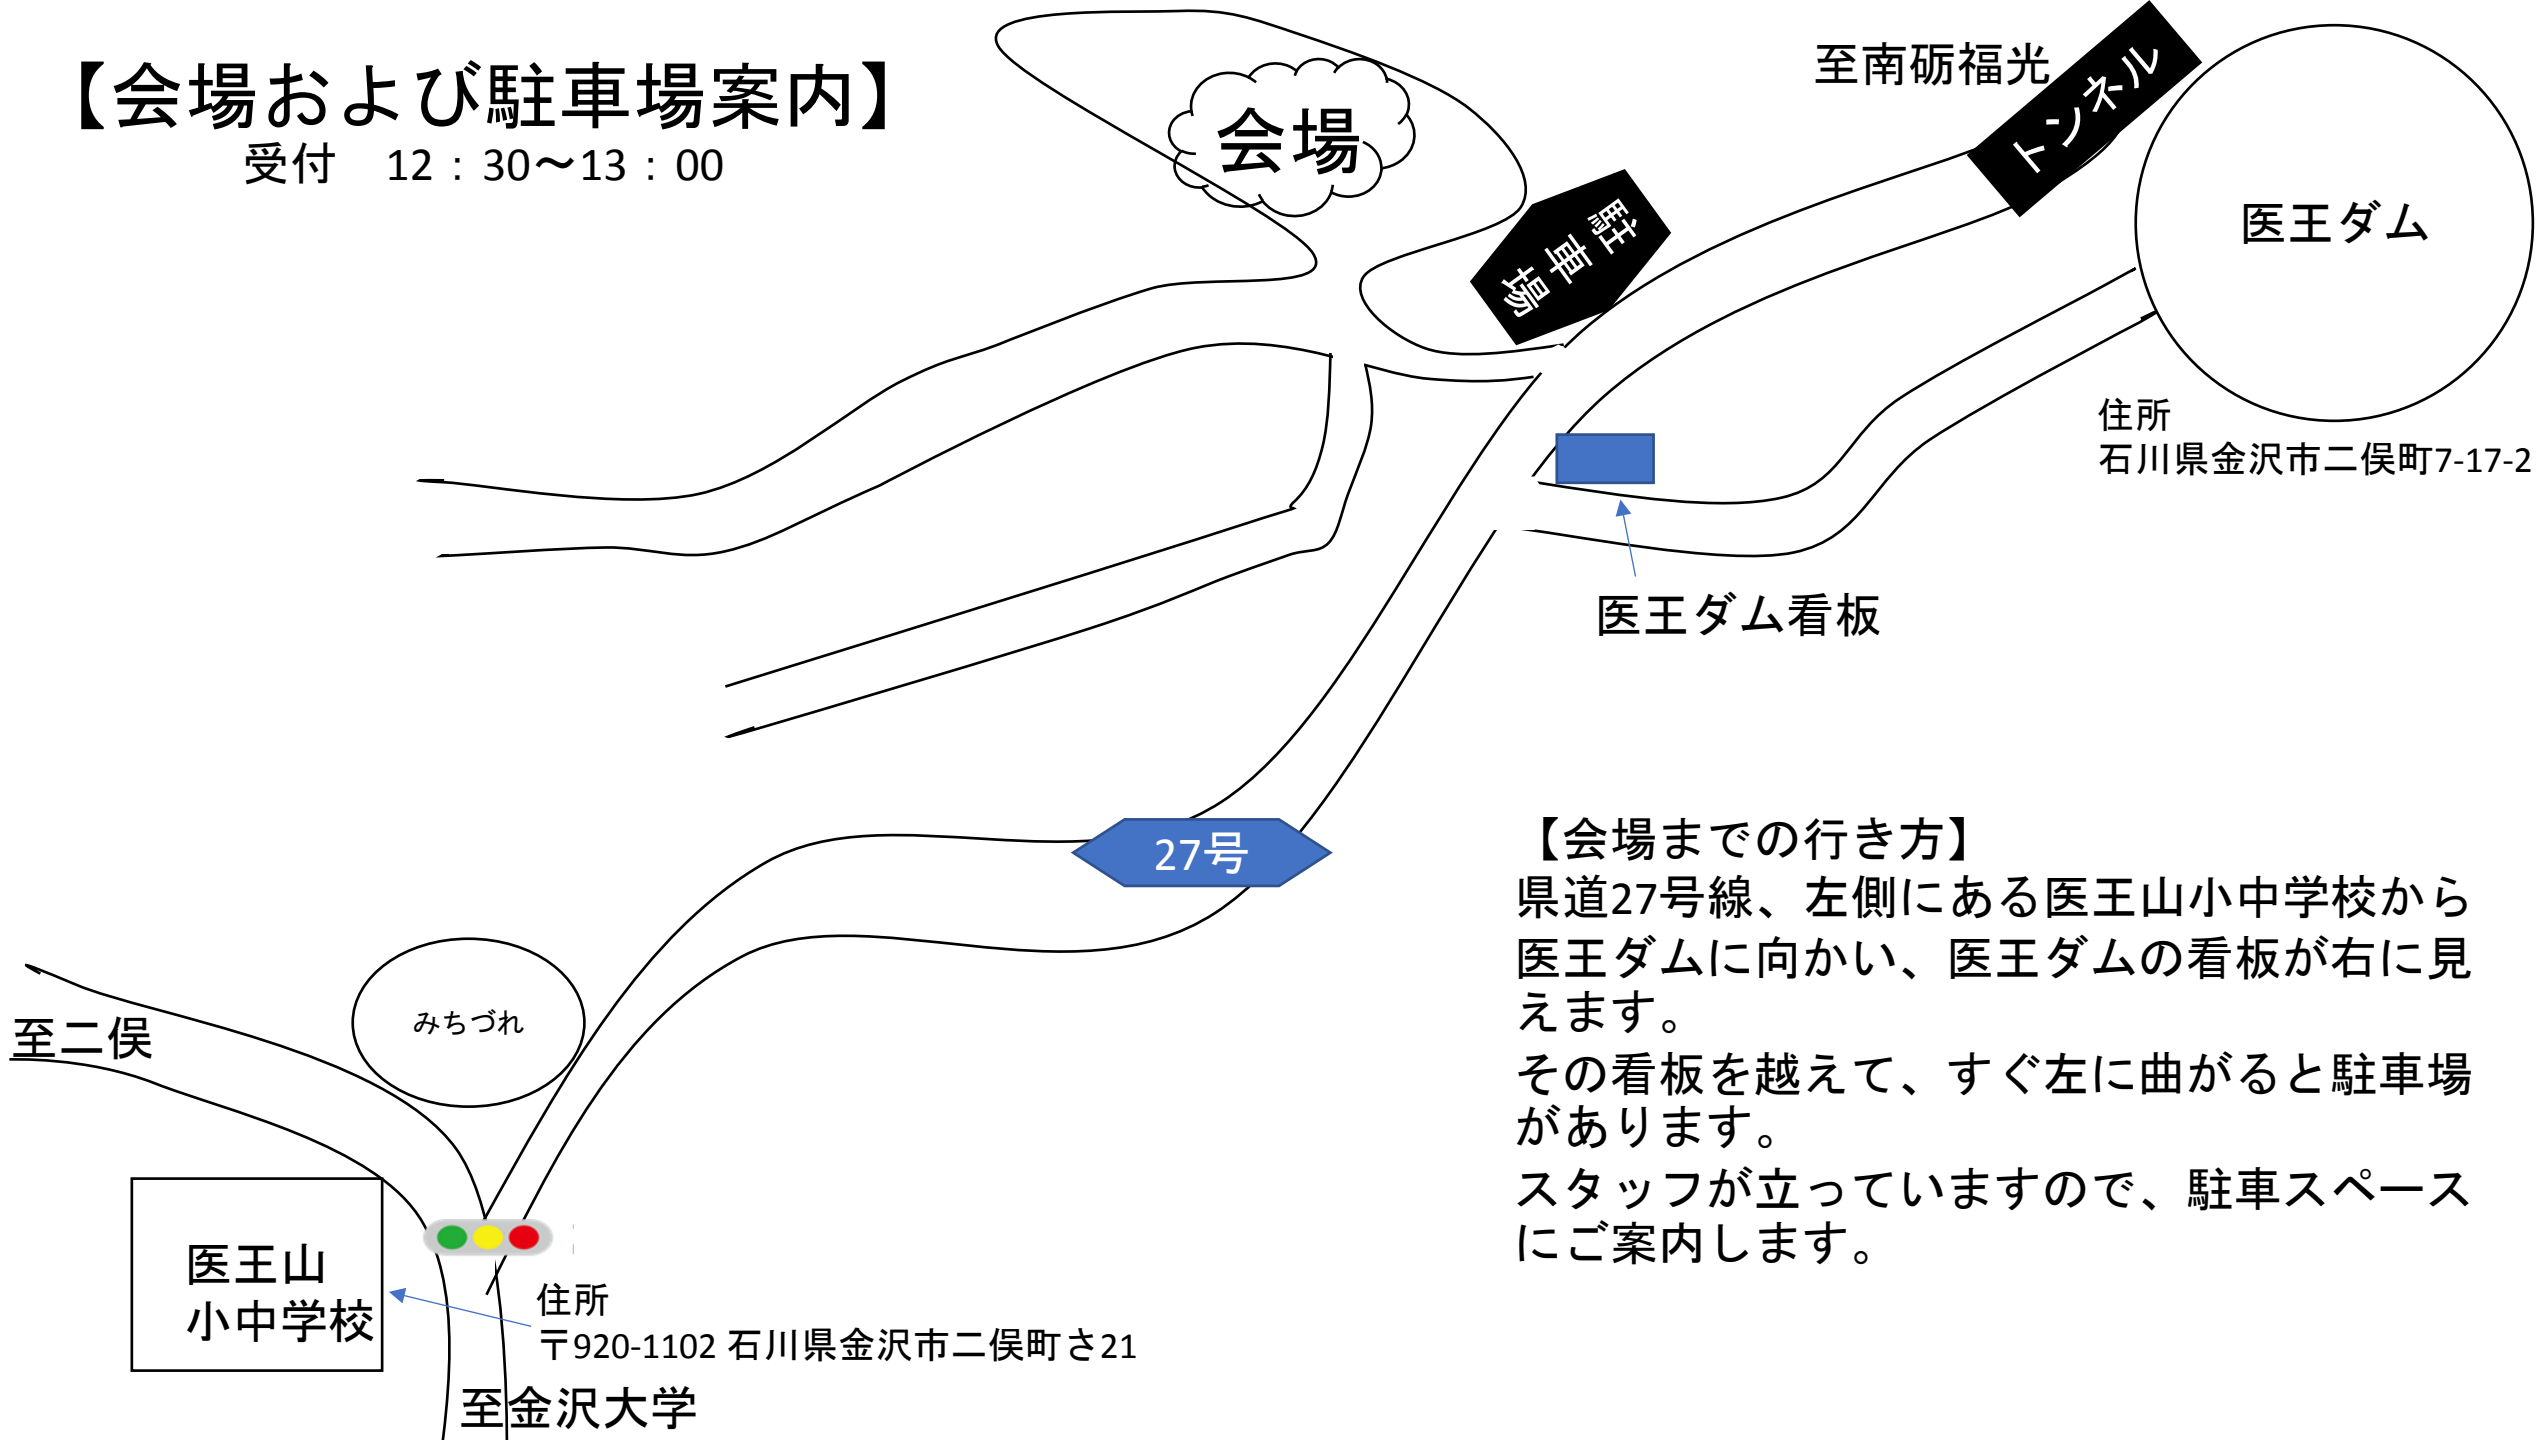 【会場および駐車場案内】
受付　12：30～13：00
会場
至南砺福光
トンネル
医王ダム
駐車場
住所
石川県金沢市二俣町7-17-2
医王ダム看板
27号
【会場までの行き方】
県道27号線、左側にある医王山小中学校から
医王ダムに向かい、医王ダムの看板が右に見
えます。
その看板を越えて、すぐ左に曲がると駐車場
があります。
スタッフが立っていますので、駐車スペース
にご案内します。
みちづれ
至二俣
医王山
小中学校
住所
〒920-1102 石川県金沢市二俣町さ21
至金沢大学